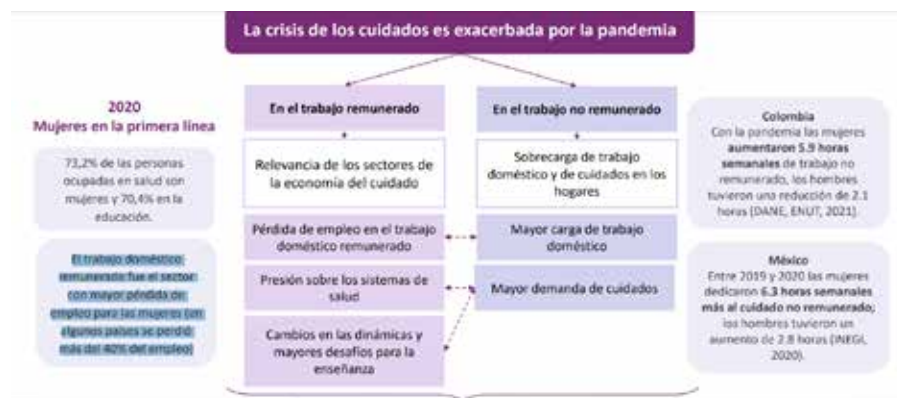 La crisis de los cuidados es exacerbada por la pandemia
2020
Mujeres en la primera línea
73,2% de las personas
ocupadas en salud son
mujeres y 70,4% en la
educación.
El trabajo doméstico
remunerado fue el sector
con mayor pérdida de
empleo para las mujeres (en
algunos países se perdió
más del 40% del empleo)
En el trabajo remunerado
Relevancia de los sectores de
la economía del cuidado
Pérdida de empleo en el trabajo
doméstico remunerado
Presión sobre los sistemas de
salud
Cambios en las dinámicas y
mayores desafíos para la
enseñanza
En el trabajo no remunerado
Sobrecarga de trabajo
doméstico y de cuidados en los
hogares
Mayor carga de trabajo
doméstico
Mayor demanda de cuidados
Colombia
Con la pandemia las mujeres
aumentaron 5.9 horas
semanales de trabajo no
remunerado, los hombres
tuvieron una reducción de 2.1
horas (DANE, ENUT, 2021).
México
Entre 2019 y 2020 las mujeres
dedicaron 6.3 horas semanales
más al cuidado no remunerado;
los hombres tuvieron un
aumento de 2.8 horas (INEGI,
2020).